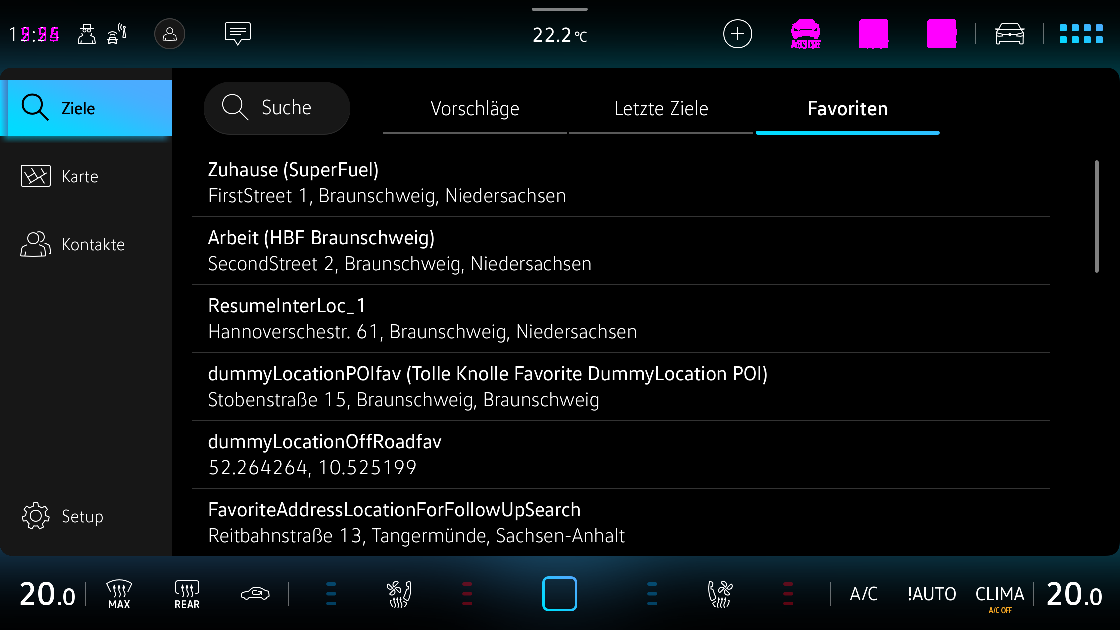 22.2°C
Ziele
Suche
Vorschläge
Letzte Ziele
Favoriten
Zuhause (SuperFuel)
FirstStreet 1, Braunschweig, Niedersachsen
Karte
Arbeit (HBF Braunschweig)
SecondStreet 2, Braunschweig, Niedersachsen
Kontakte
ResumeInterLoc_1
Hannoverschestr. 61, Braunschweig, Niedersachsen
dummyLocationPOIfav (Tolle Knolle Favorite DummyLocation POI)
Stobenstraße 15, Braunschweig, Braunschweig
dummyLocationOffRoadfav
52.264264, 10.525199
Setup
FavoriteAddressLocationForFollowUpSearch
Reitbahnstraße 13, Tangermünde, Sachsen-Anhalt
20.0
MAX
REAR
A/C
!AUTO
CLIMA
A/C OFF
20.0